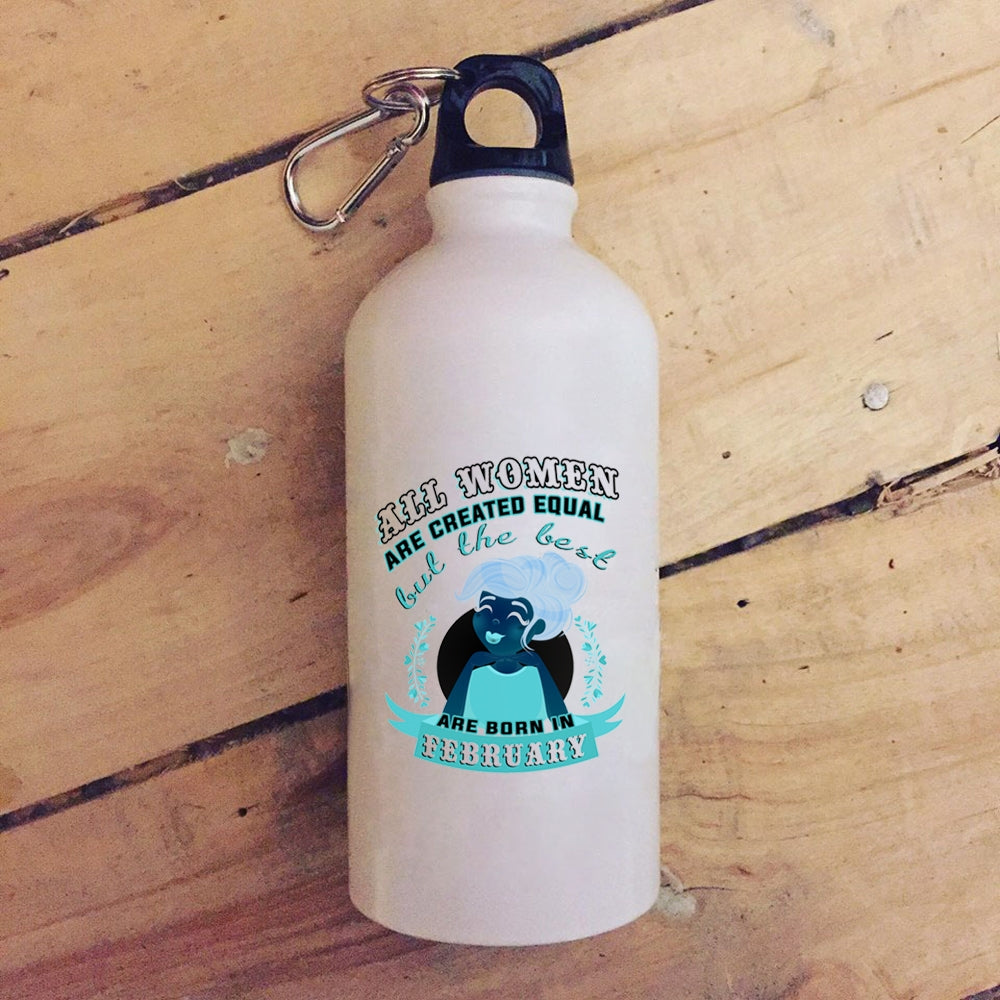 ALL WOMEN
ARE CREATED EQUAL
but the best
ARE BORN IN
FEBRUARY